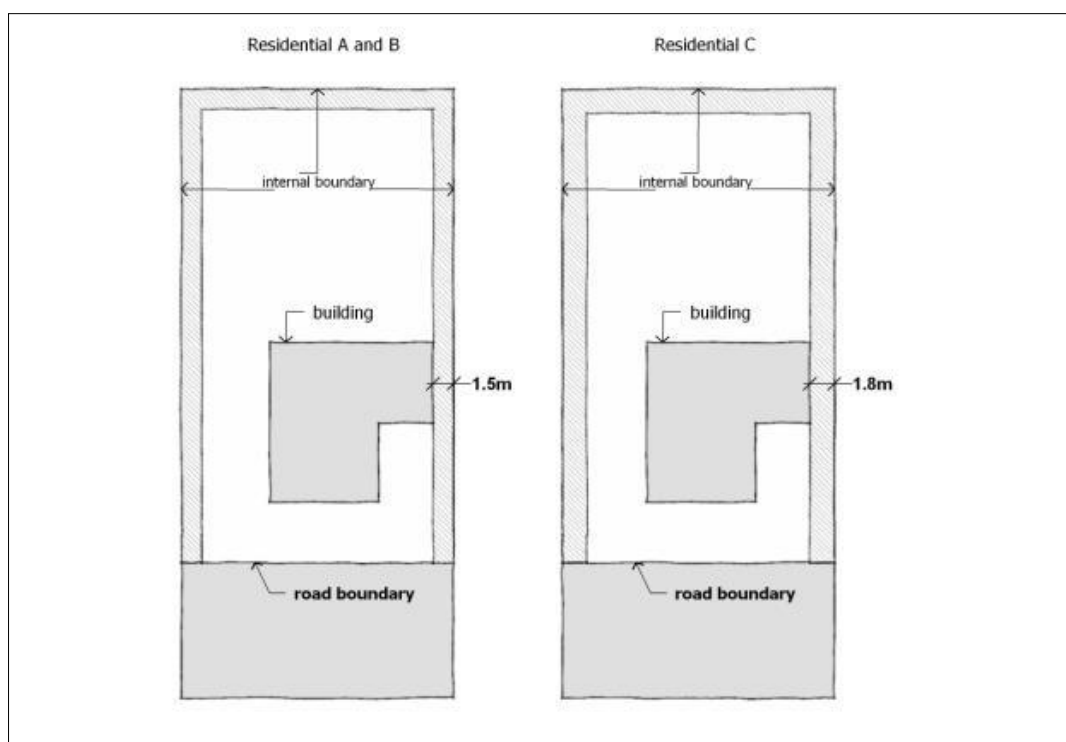 Residential A and B
internal boundary
building
1.5m
road boundary
Residential C
internal boundary
building
1.8m
road boundary